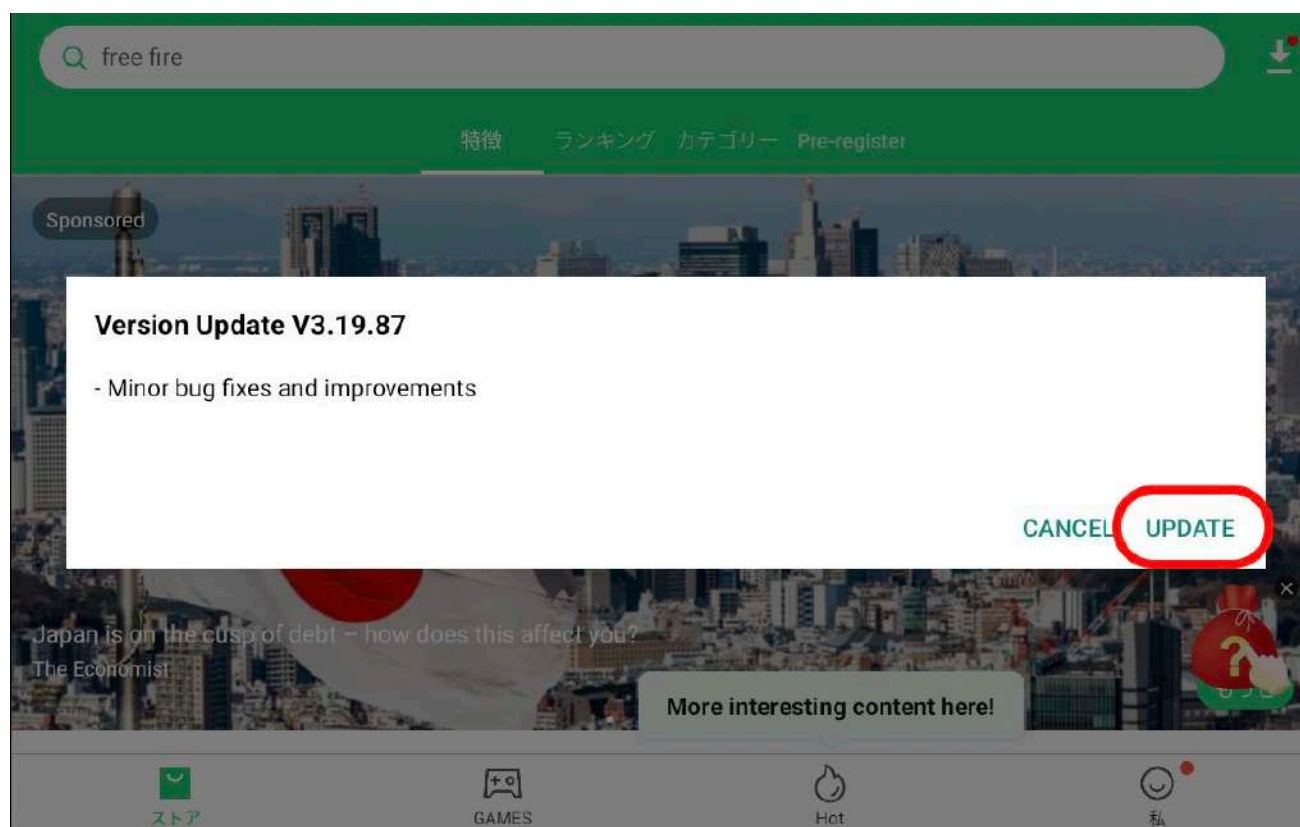 free fire
特徴 ランキング カテゴリー Pre-register
Sponsored
Version Update V3.19.87
- Minor bug fixes and improvements
CANCEL UPDATE
Japan is on the cusp of debt – how does this affect you?
The Economist
?
More interesting content here!
ストア GAMES Hot 私